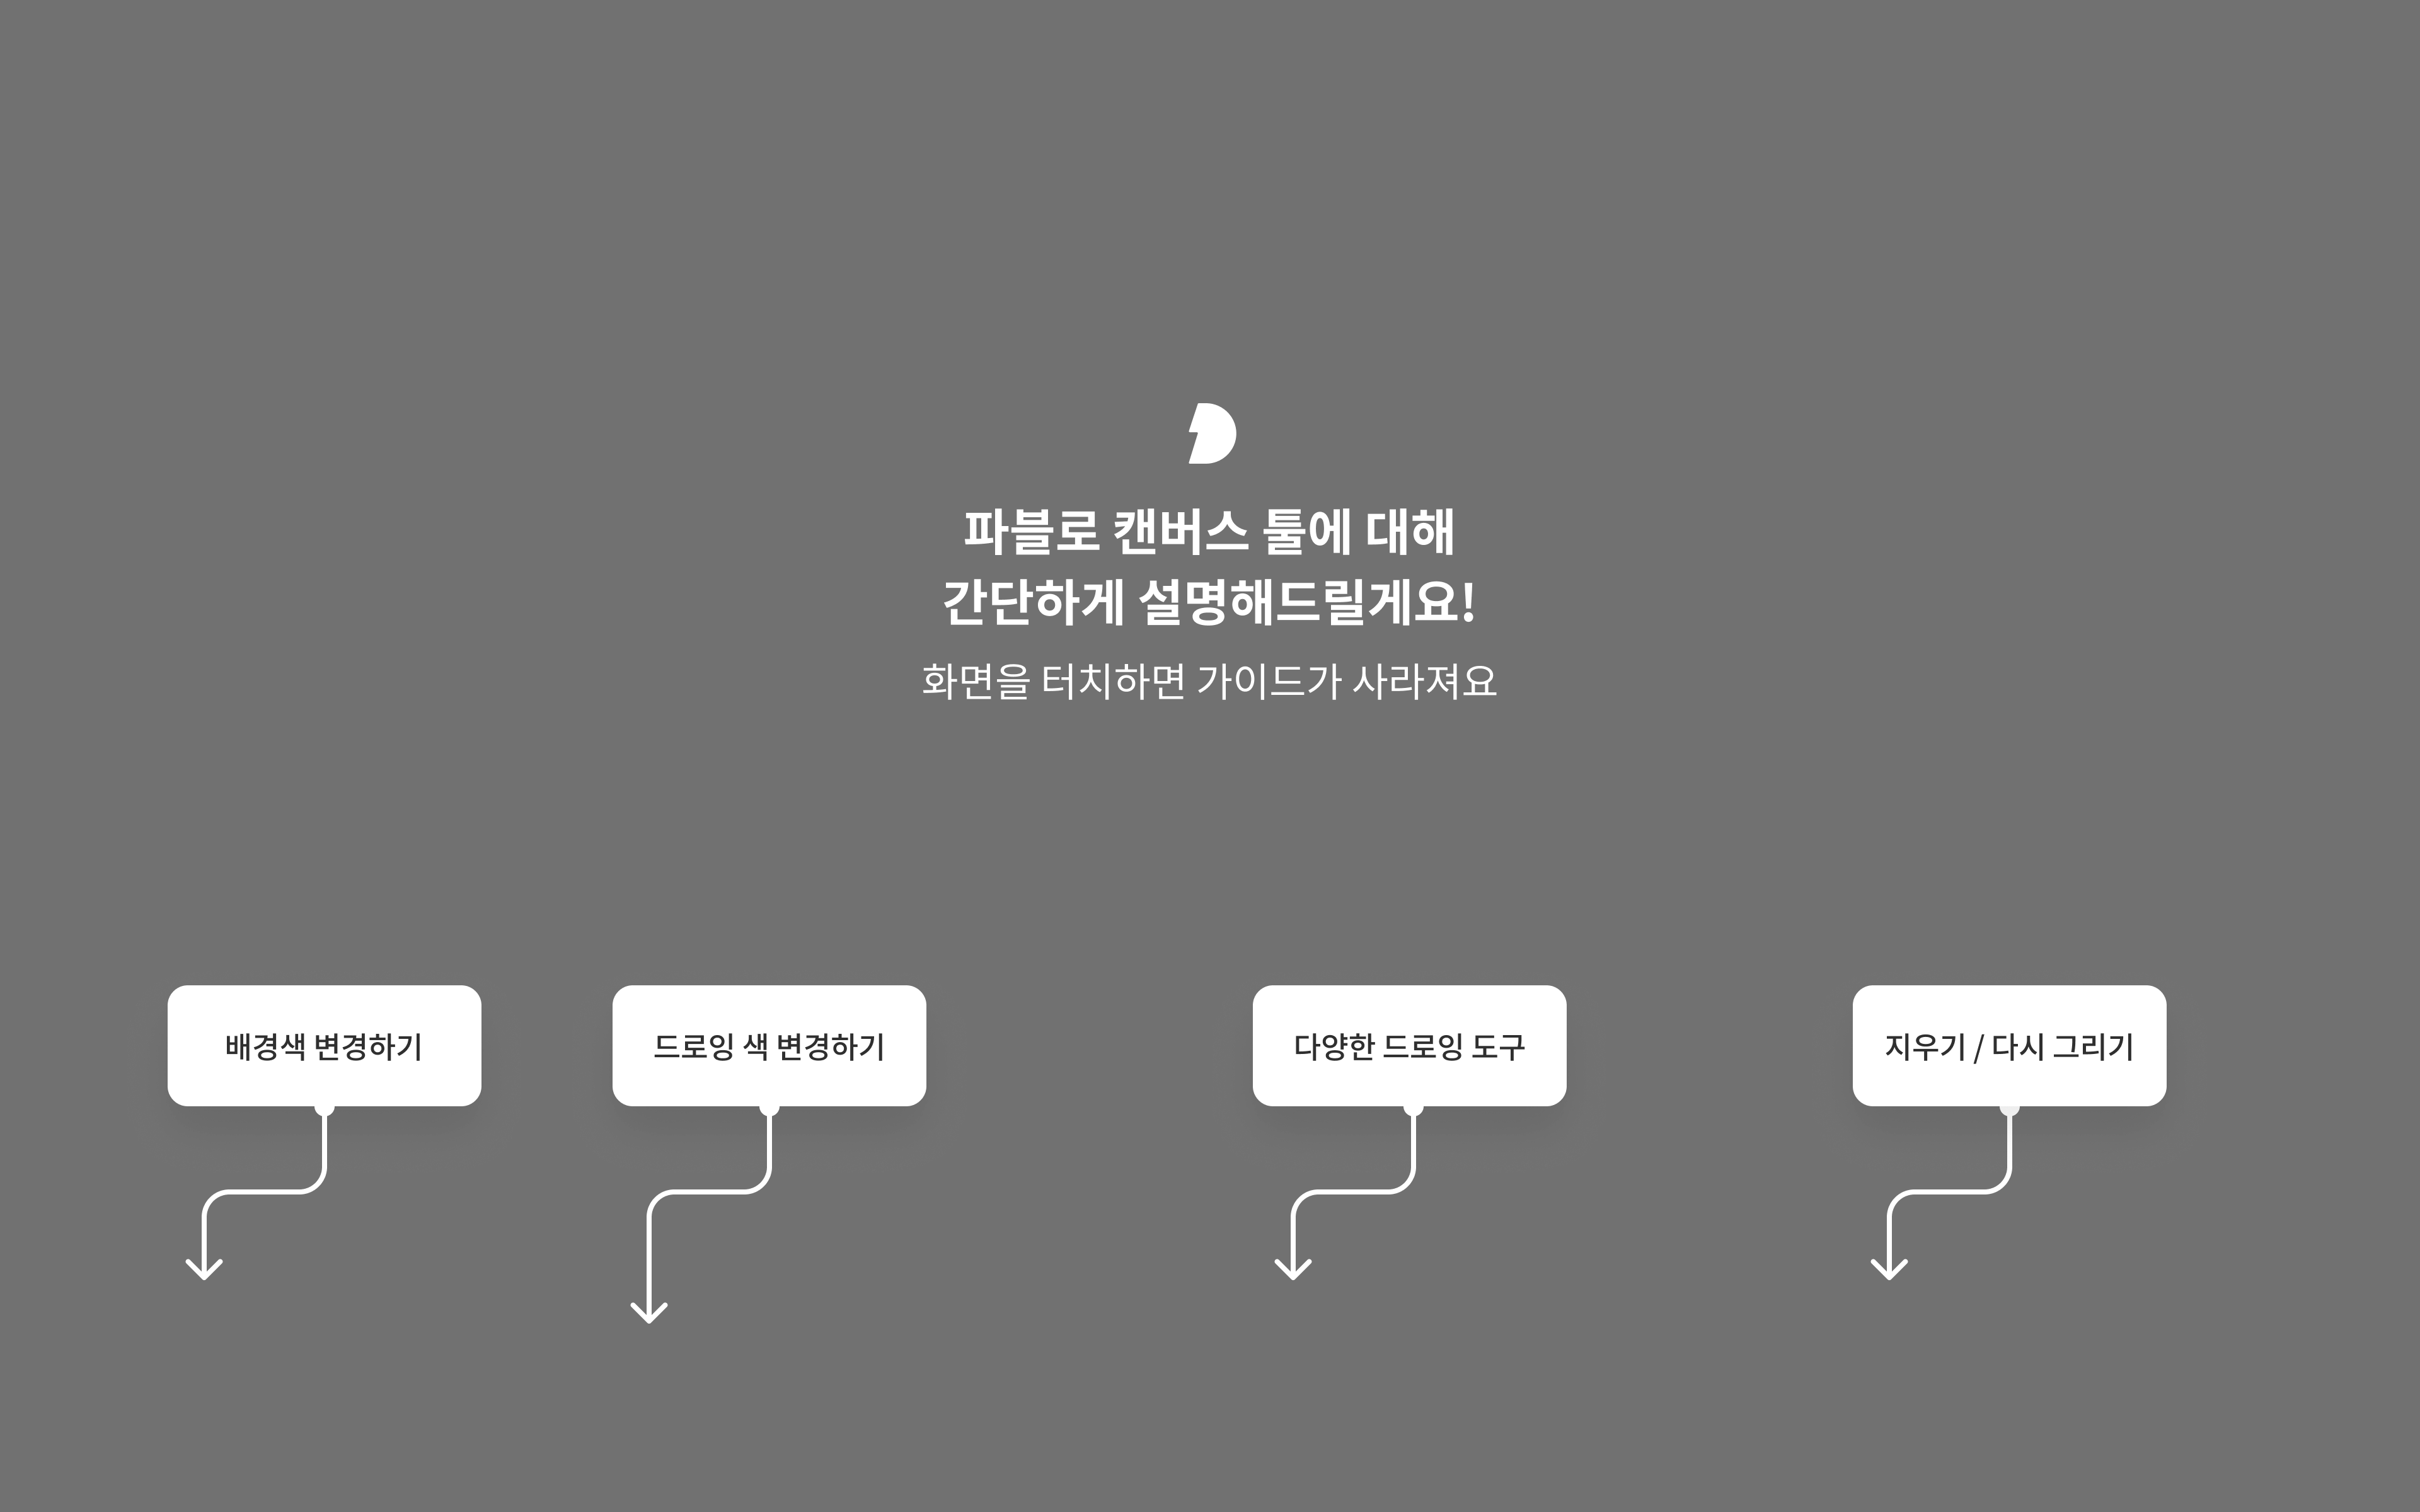 파블로 캔버스 틀에 대해
간단하게 설명해드릴게요!
화면을 터치하면 가이드가 사라져요
배경색 변경하기
드로잉 색 변경하기
다양한 드로잉 도구
지우기 / 다시 그리기